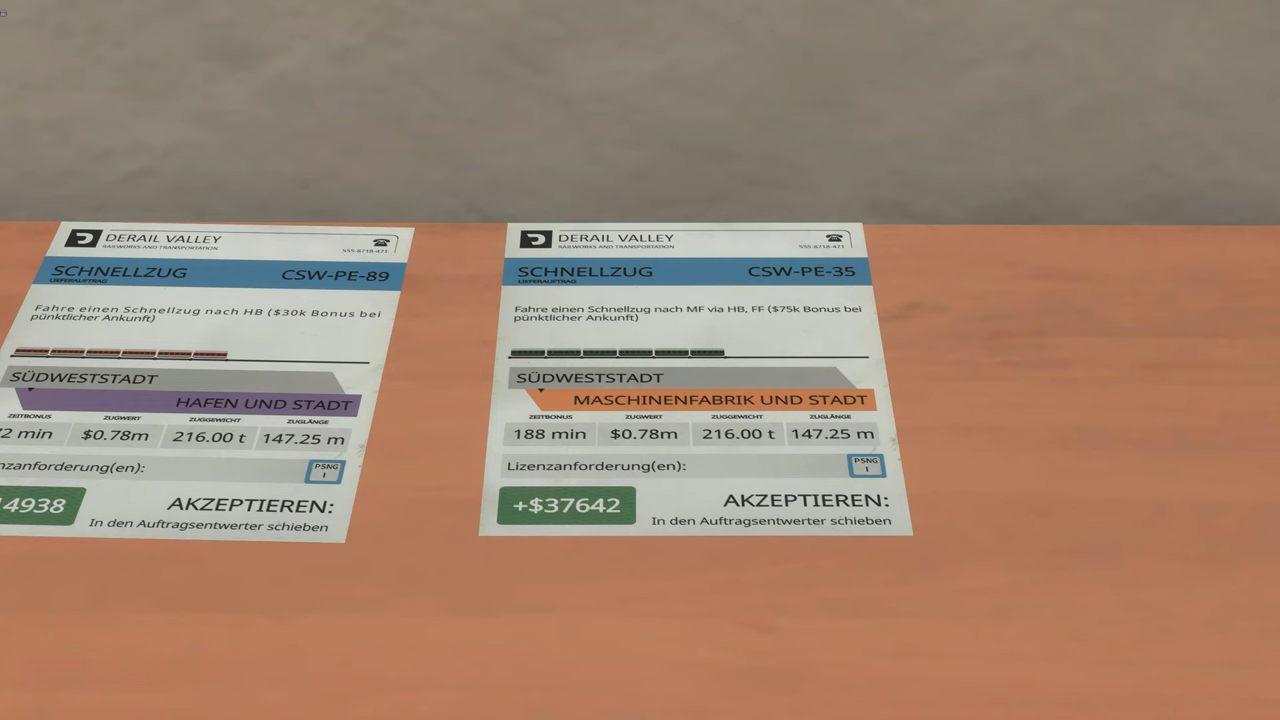 DERAIL VALLEY
RAILWORKS AND TRANSPORTATION
555-8718-471
SCHNELLZUG
LIEFERAUFTRAG
CSW-PE-89
Fahre einen Schnellzug nach HB ($30k Bonus bei
pünktlicher Ankunft)
SÜDWESTSTADT
HAFEN UND STADT
ZEITBONUS ZUGWERT ZUGGEWICHT ZUGLÄNGE
2 min $0.78m 216.00 t 147.25 m
nzanforderung(en):
PSNG
I
4938
AKZEPTIEREN:
In den Auftragsentwerter schieben
DERAIL VALLEY
RAILWORKS AND TRANSPORTATION
555-8718-471
SCHNELLZUG
LIEFERAUFTRAG
CSW-PE-35
Fahre einen Schnellzug nach MF via HB, FF ($75k Bonus bei
pünktlicher Ankunft)
SÜDWESTSTADT
MASCHINENFABRIK UND STADT
ZEITBONUS ZUGWERT ZUGGEWICHT ZUGLÄNGE
188 min $0.78m 216.00 t 147.25 m
Lizenzanforderung(en):
PSNG
I
+$37642
AKZEPTIEREN:
In den Auftragsentwerter schieben